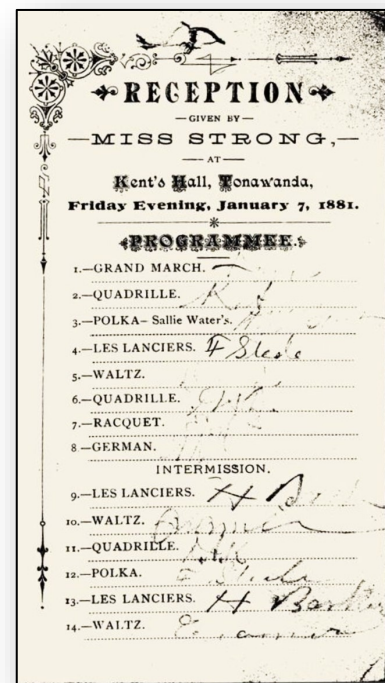 RECEPTION
—GIVEN BY—
—MISS STRONG,—
—AT—
Kent's Hall, Tonawanda,
Friday Evening, January 7, 1881.
PROGRAMMEE.
1.—GRAND MARCH.
2.—QUADRILLE.
3.—POLKA– Sallie Water's.
4.—LES LANCIERS. F Steele
5.—WALTZ.
6.—QUADRILLE.
7.—RACQUET.
8—GERMAN.
INTERMISSION.
9.—LES LANCIERS. H
10.—WALTZ.
11.—QUADRILLE.
12.—POLKA.
13.—LES LANCIERS. H
14.—WALTZ. E